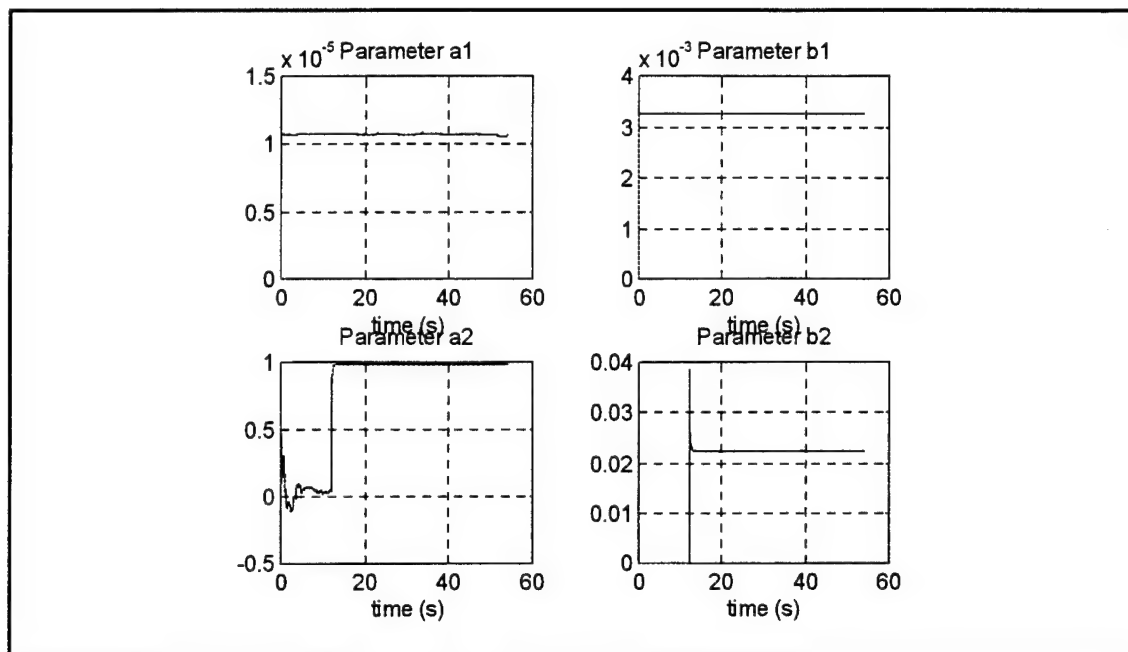 x 10^-5 Parameter a1
1.5
1
0.5
0
0 20 40 60
time (s)
x 10^-3 Parameter b1
4
3
2
1
0
0 20 40 60
time (s)
Parameter a2
1
0.5
0
-0.5
0 20 40 60
time (s)
Parameter b2
0.04
0.03
0.02
0.01
0
0 20 40 60
time (s)